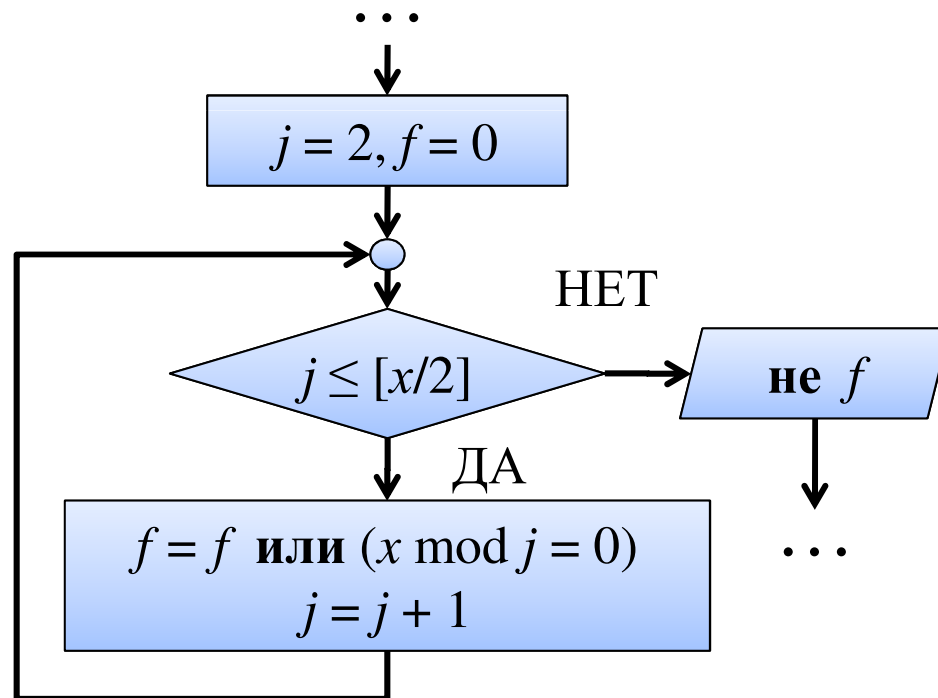 ...
j = 2, f = 0
НЕТ
j ≤ [x/2]
не f
ДА
f = f или (x mod j = 0)
j = j + 1
...